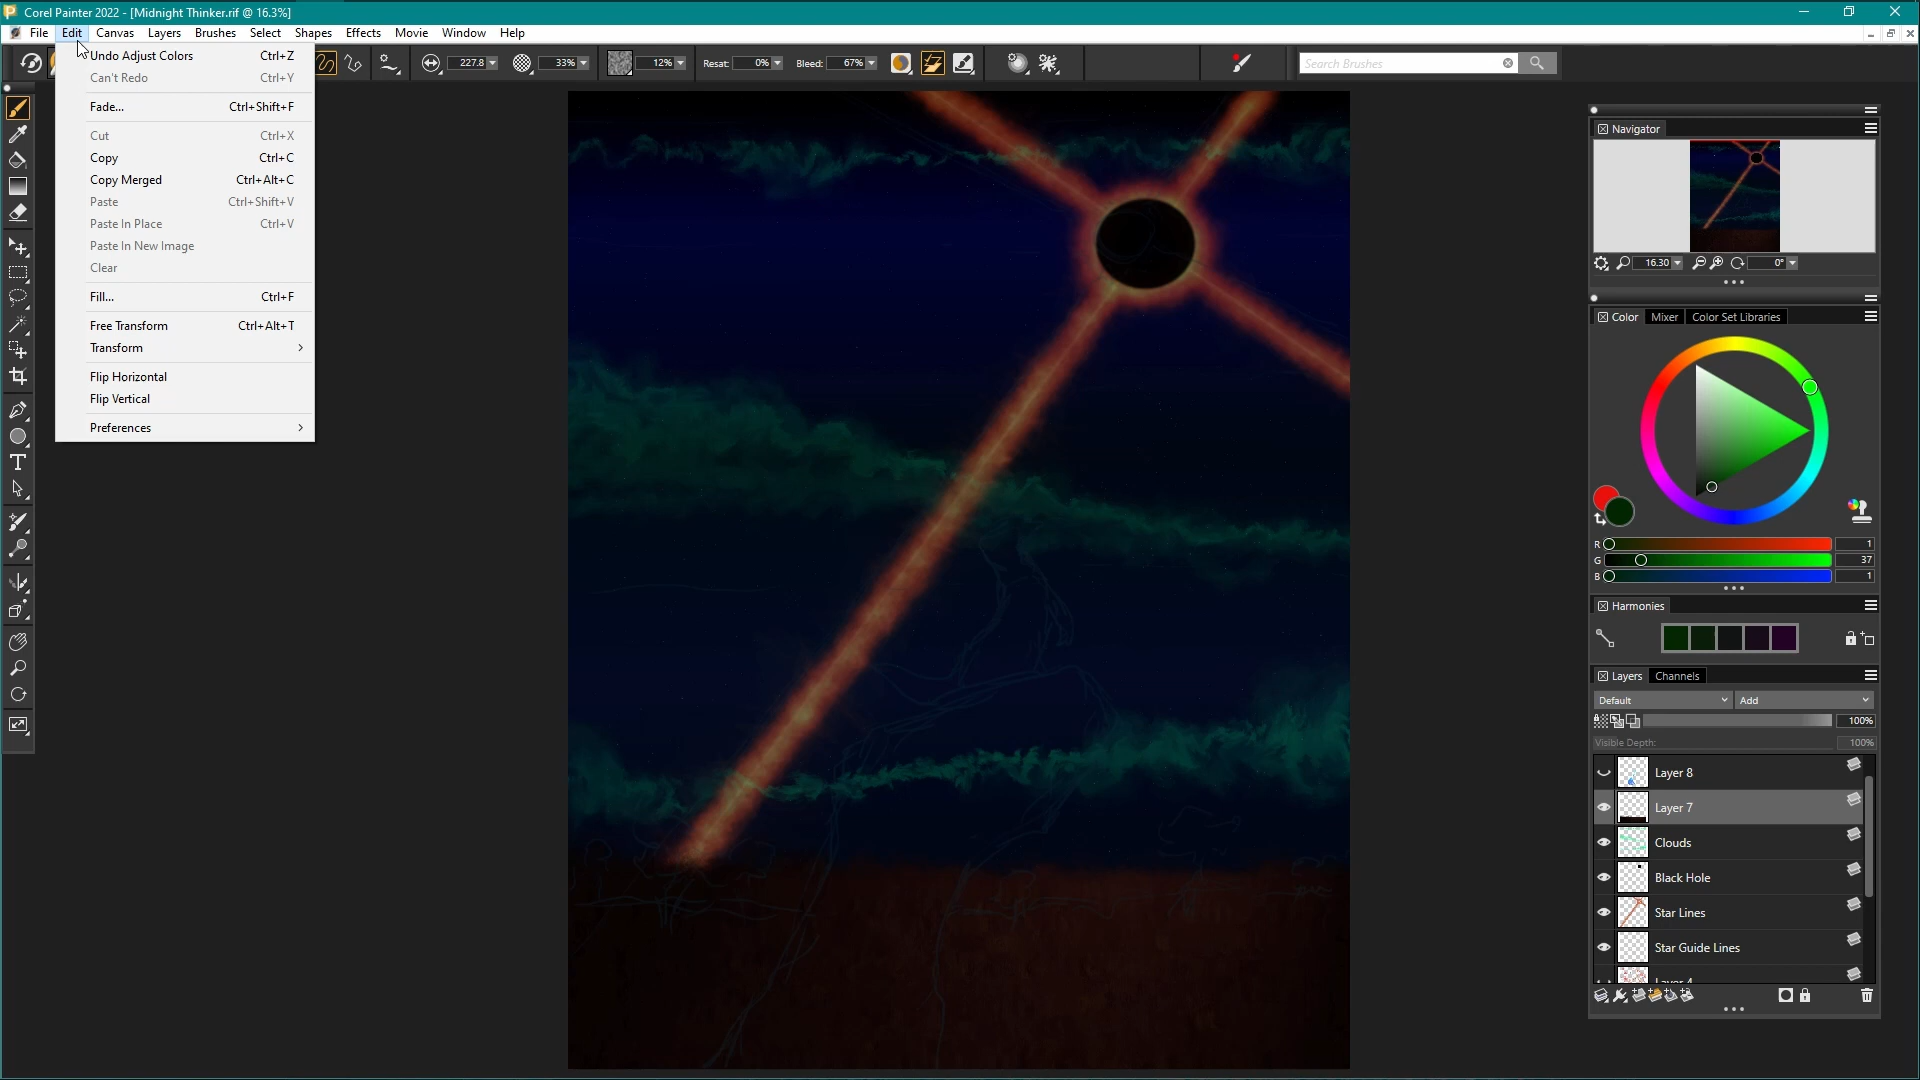 Corel Painter 2022 - [Midnight Thinker.rif @ 16.3%]
File Edit Canvas Layers Brushes Select Shapes Effects Movie Window Help
227.8 33% 12% Resat: 0% Bleed: 67% Search Brushes
Undo Adjust Colors Ctrl+Z
Can't Redo Ctrl+Y
Fade... Ctrl+Shift+F
Cut Ctrl+X
Copy Ctrl+C
Copy Merged Ctrl+Alt+C
Paste Ctrl+Shift+V
Paste In Place Ctrl+V
Paste In New Image
Clear
Fill... Ctrl+F
Free Transform Ctrl+Alt+T
Transform
Flip Horizontal
Flip Vertical
Preferences
Navigator
16.30 0°
Color Mixer Color Set Libraries
R 1
G 37
B 1
Harmonies
Layers Channels
Default Add
100%
Visible Depth: 100%
Layer 8
Layer 7
Clouds
Black Hole
Star Lines
Star Guide Lines
Layer 4